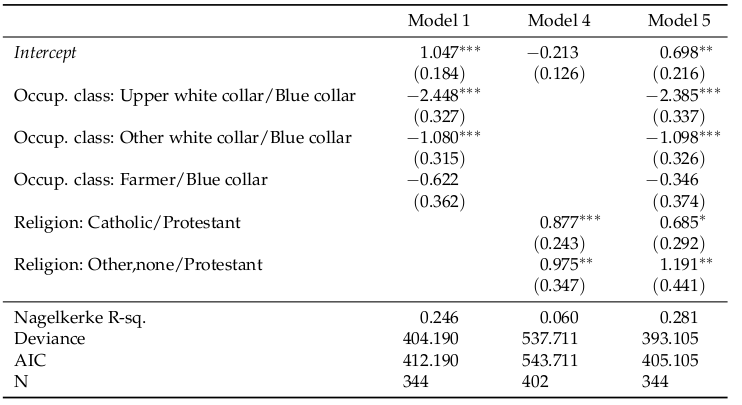 Model 1 Model 4 Model 5
Intercept 1.047*** −0.213 0.698**
(0.184) (0.126) (0.216)
Occup. class: Upper white collar/Blue collar −2.448*** −2.385***
(0.327) (0.337)
Occup. class: Other white collar/Blue collar −1.080*** −1.098***
(0.315) (0.326)
Occup. class: Farmer/Blue collar −0.622 −0.346
(0.362) (0.374)
Religion: Catholic/Protestant 0.877*** 0.685*
(0.243) (0.292)
Religion: Other,none/Protestant 0.975** 1.191**
(0.347) (0.441)
Nagelkerke R-sq. 0.246 0.060 0.281
Deviance 404.190 537.711 393.105
AIC 412.190 543.711 405.105
N 344 402 344